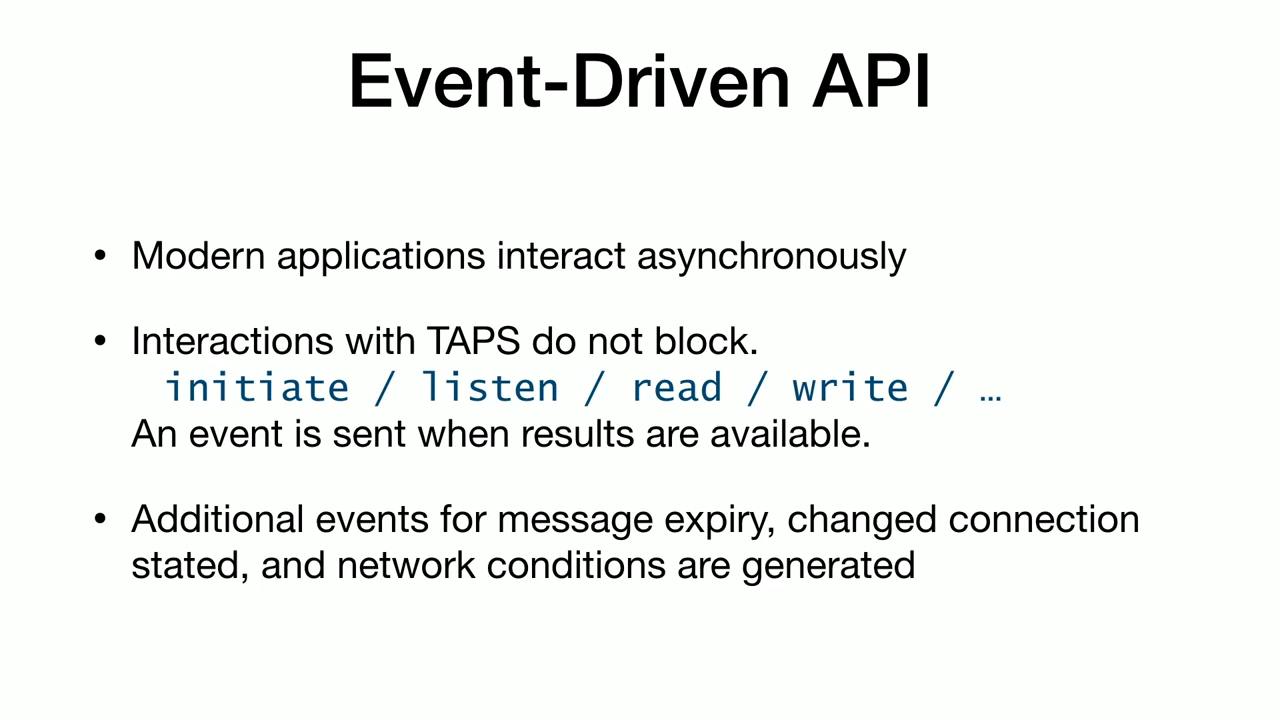 Event-Driven API
• Modern applications interact asynchronously
• Interactions with TAPS do not block.
initiate / listen / read / write / …
An event is sent when results are available.
• Additional events for message expiry, changed connection
stated, and network conditions are generated